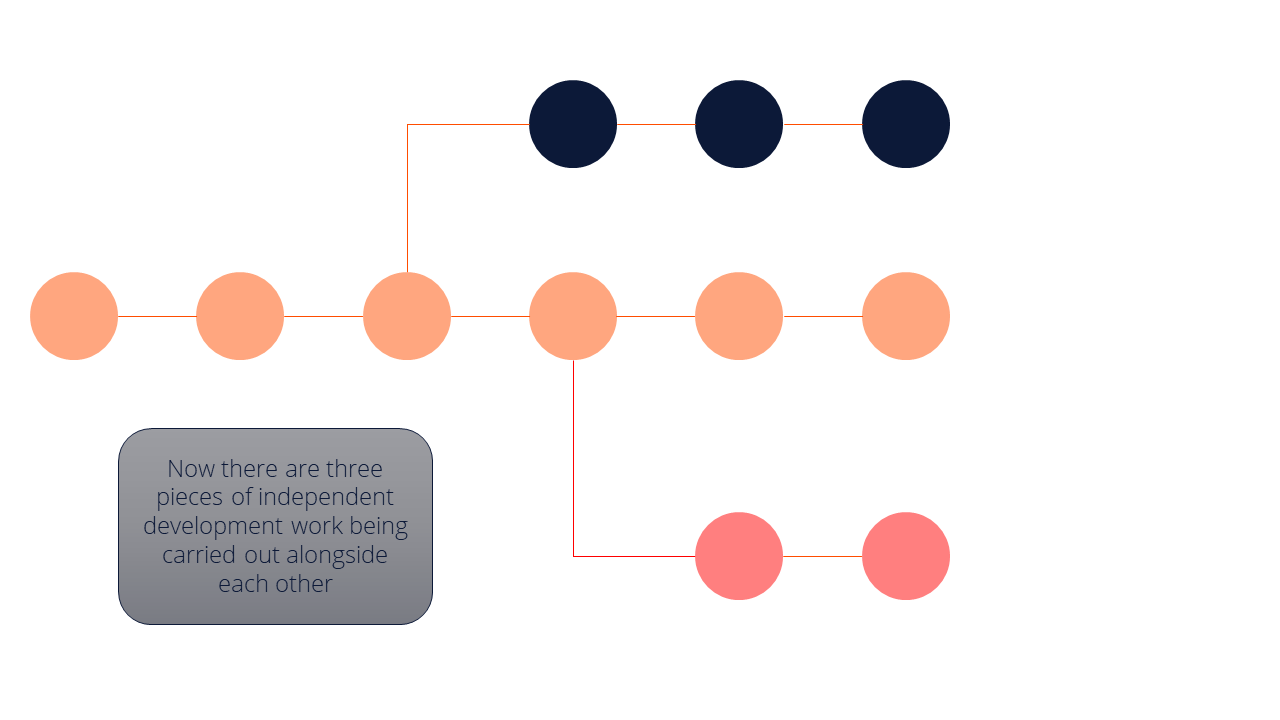 Now there are three
pieces of independent
development work being
carried out alongside
each other